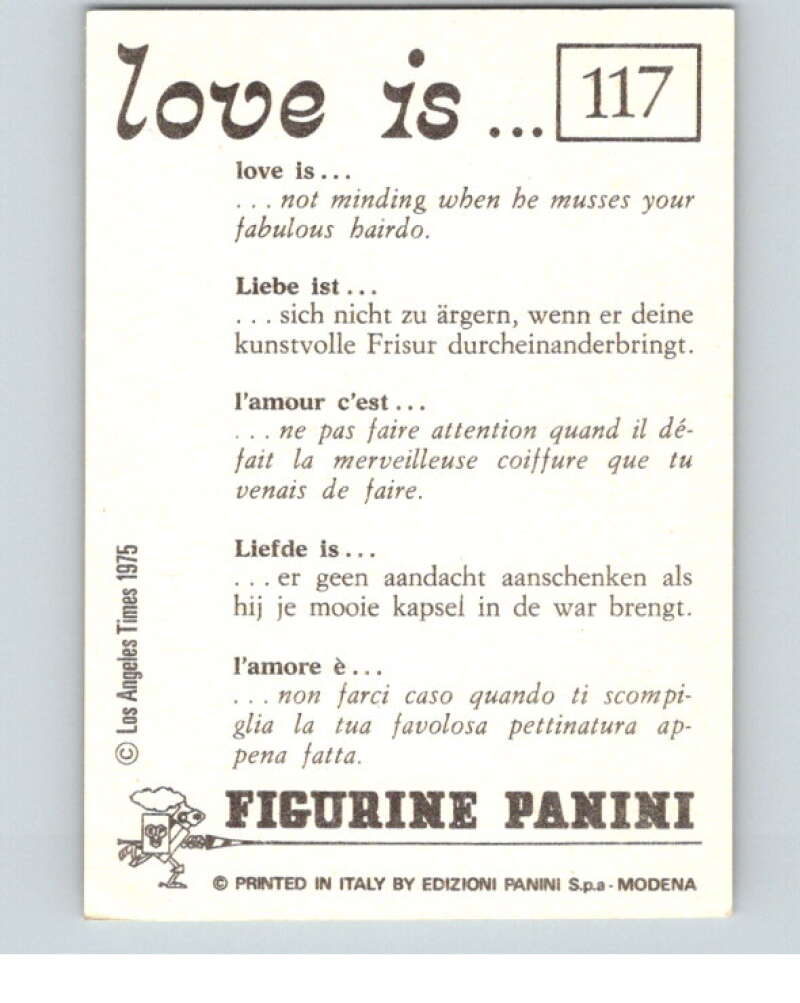 love is ... 117
love is...
...not minding when he musses your
fabulous hairdo.
Liebe ist...
...sich nicht zu ärgern, wenn er deine
kunstvolle Frisur durcheinanderbringt.
l'amour c'est...
...ne pas faire attention quand il dé-
fait la merveilleuse coiffure que tu
venais de faire.
Liefde is...
...er geen aandacht aanschenken als
hij je mooie kapsel in de war brengt.
l'amore è...
...non farci caso quando ti scompi-
glia la tua favolosa pettinatura ap-
pena fatta.
© Los Angeles Times 1975
FIGURINE PANINI
© PRINTED IN ITALY BY EDIZIONI PANINI S.p.a - MODENA